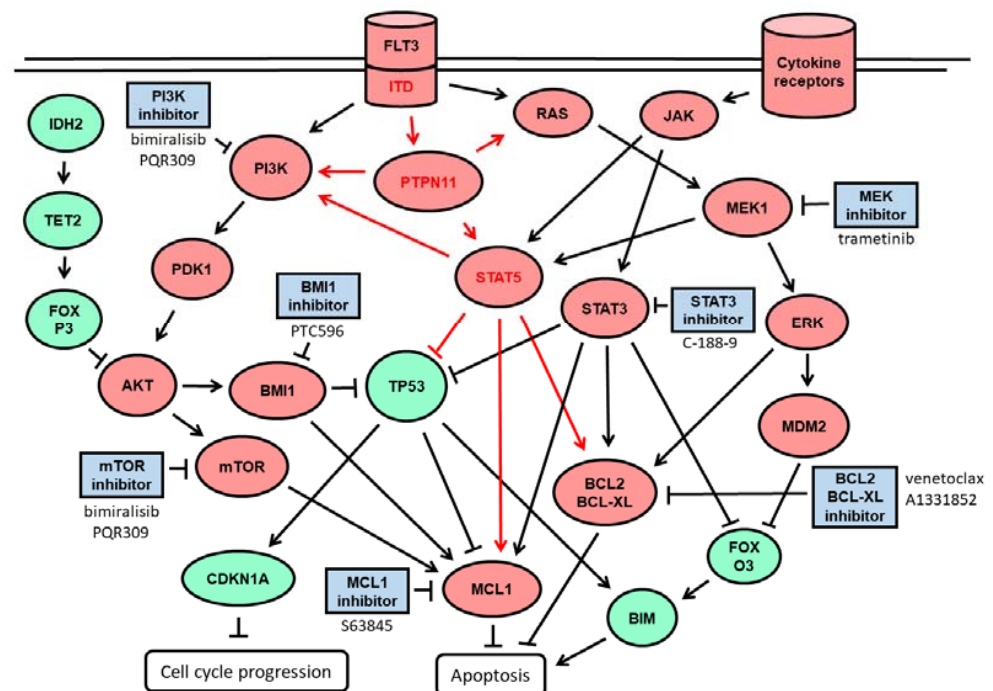 FLT3
ITD
Cytokine
receptors
PI3K
inhibitor
bimiralisib
PQR309
IDH2
RAS
JAK
PI3K
PTPN11
MEK1
MEK
inhibitor
trametinib
TET2
PDK1
STAT5
BMI1
inhibitor
PTC596
STAT3
STAT3
inhibitor
C-188-9
ERK
FOX
P3
AKT
BMI1
TP53
MDM2
mTOR
mTOR
inhibitor
bimiralisib
PQR309
BCL2
BCL-XL
BCL2
BCL-XL
inhibitor
venetoclax
A1331852
FOX
O3
CDKN1A
MCL1
inhibitor
S63845
MCL1
BIM
Cell cycle progression
Apoptosis